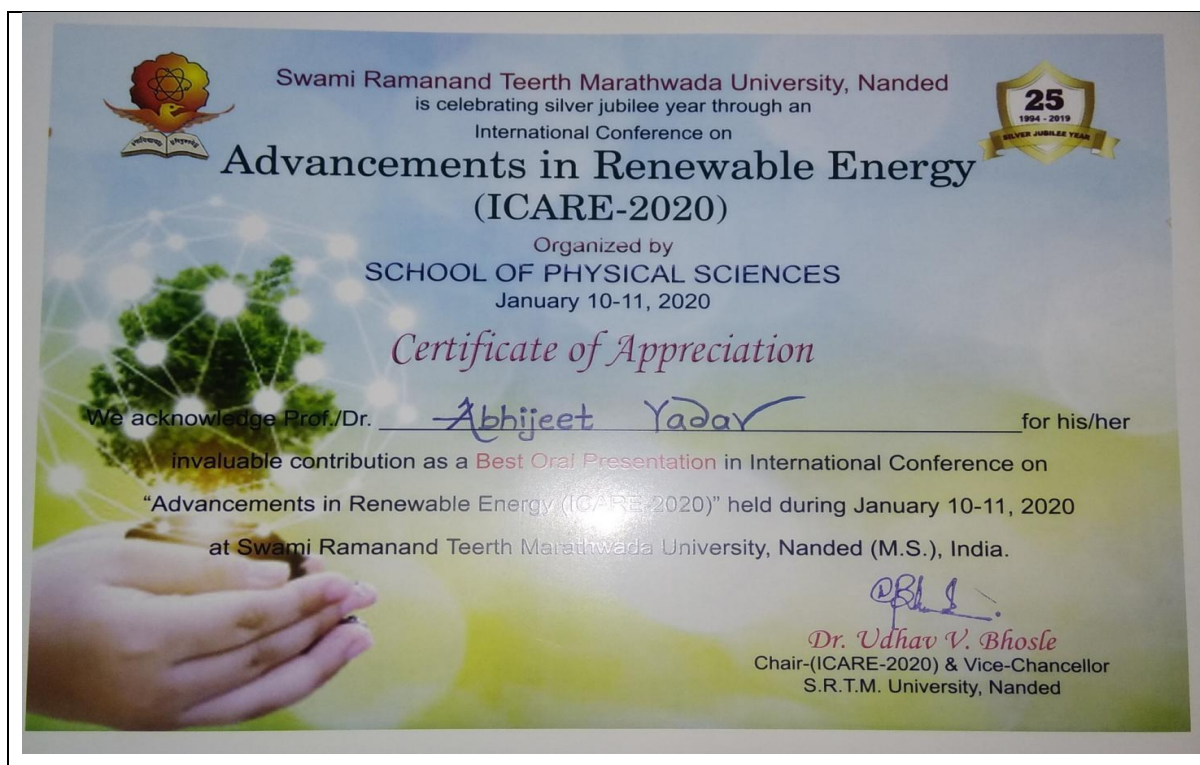 Swami Ramanand Teerth Marathwada University, Nanded
is celebrating silver jubilee year through an
International Conference on
Advancements in Renewable Energy
(ICARE-2020)
25
1994 - 2019
SILVER JUBILEE YEAR
Organized by
SCHOOL OF PHYSICAL SCIENCES
January 10-11, 2020
Certificate of Appreciation
We acknowledge Prof./Dr. Abhijeet Yadav for his/her
invaluable contribution as a Best Oral Presentation in International Conference on
“Advancements in Renewable Energy (ICARE-2020)” held during January 10-11, 2020
at Swami Ramanand Teerth Marathwada University, Nanded (M.S.), India.
Dr. Udhav V. Bhosle
Chair-(ICARE-2020) & Vice-Chancellor
S.R.T.M. University, Nanded